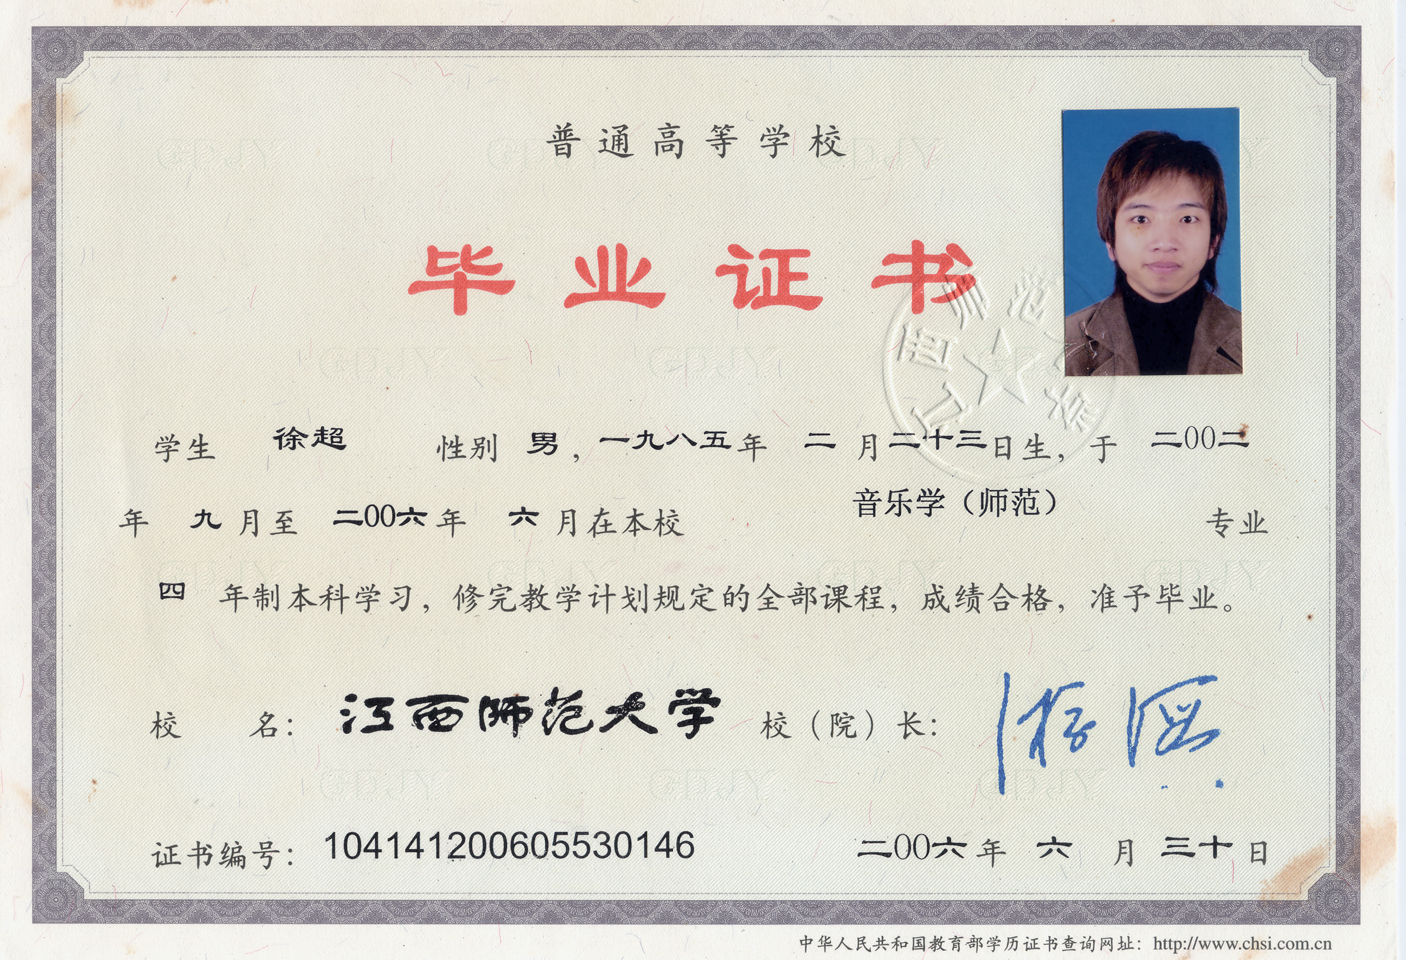 普通高等学校
毕业证书
学生 徐超 性别 男，一九八五年 二 月二十三日生，于 二00二
年 九 月至 二00六年 六 月在本校 音乐学（师范） 专业
四 年制本科学习，修完教学计划规定的全部课程，成绩合格，准予毕业。
校 名： 江西师范大学 校（院）长：
证书编号： 104141200605530146 二00六年 六 月 三十日
中华人民共和国教育部学历证书查询网址：http://www.chsi.com.cn
江西师范大学